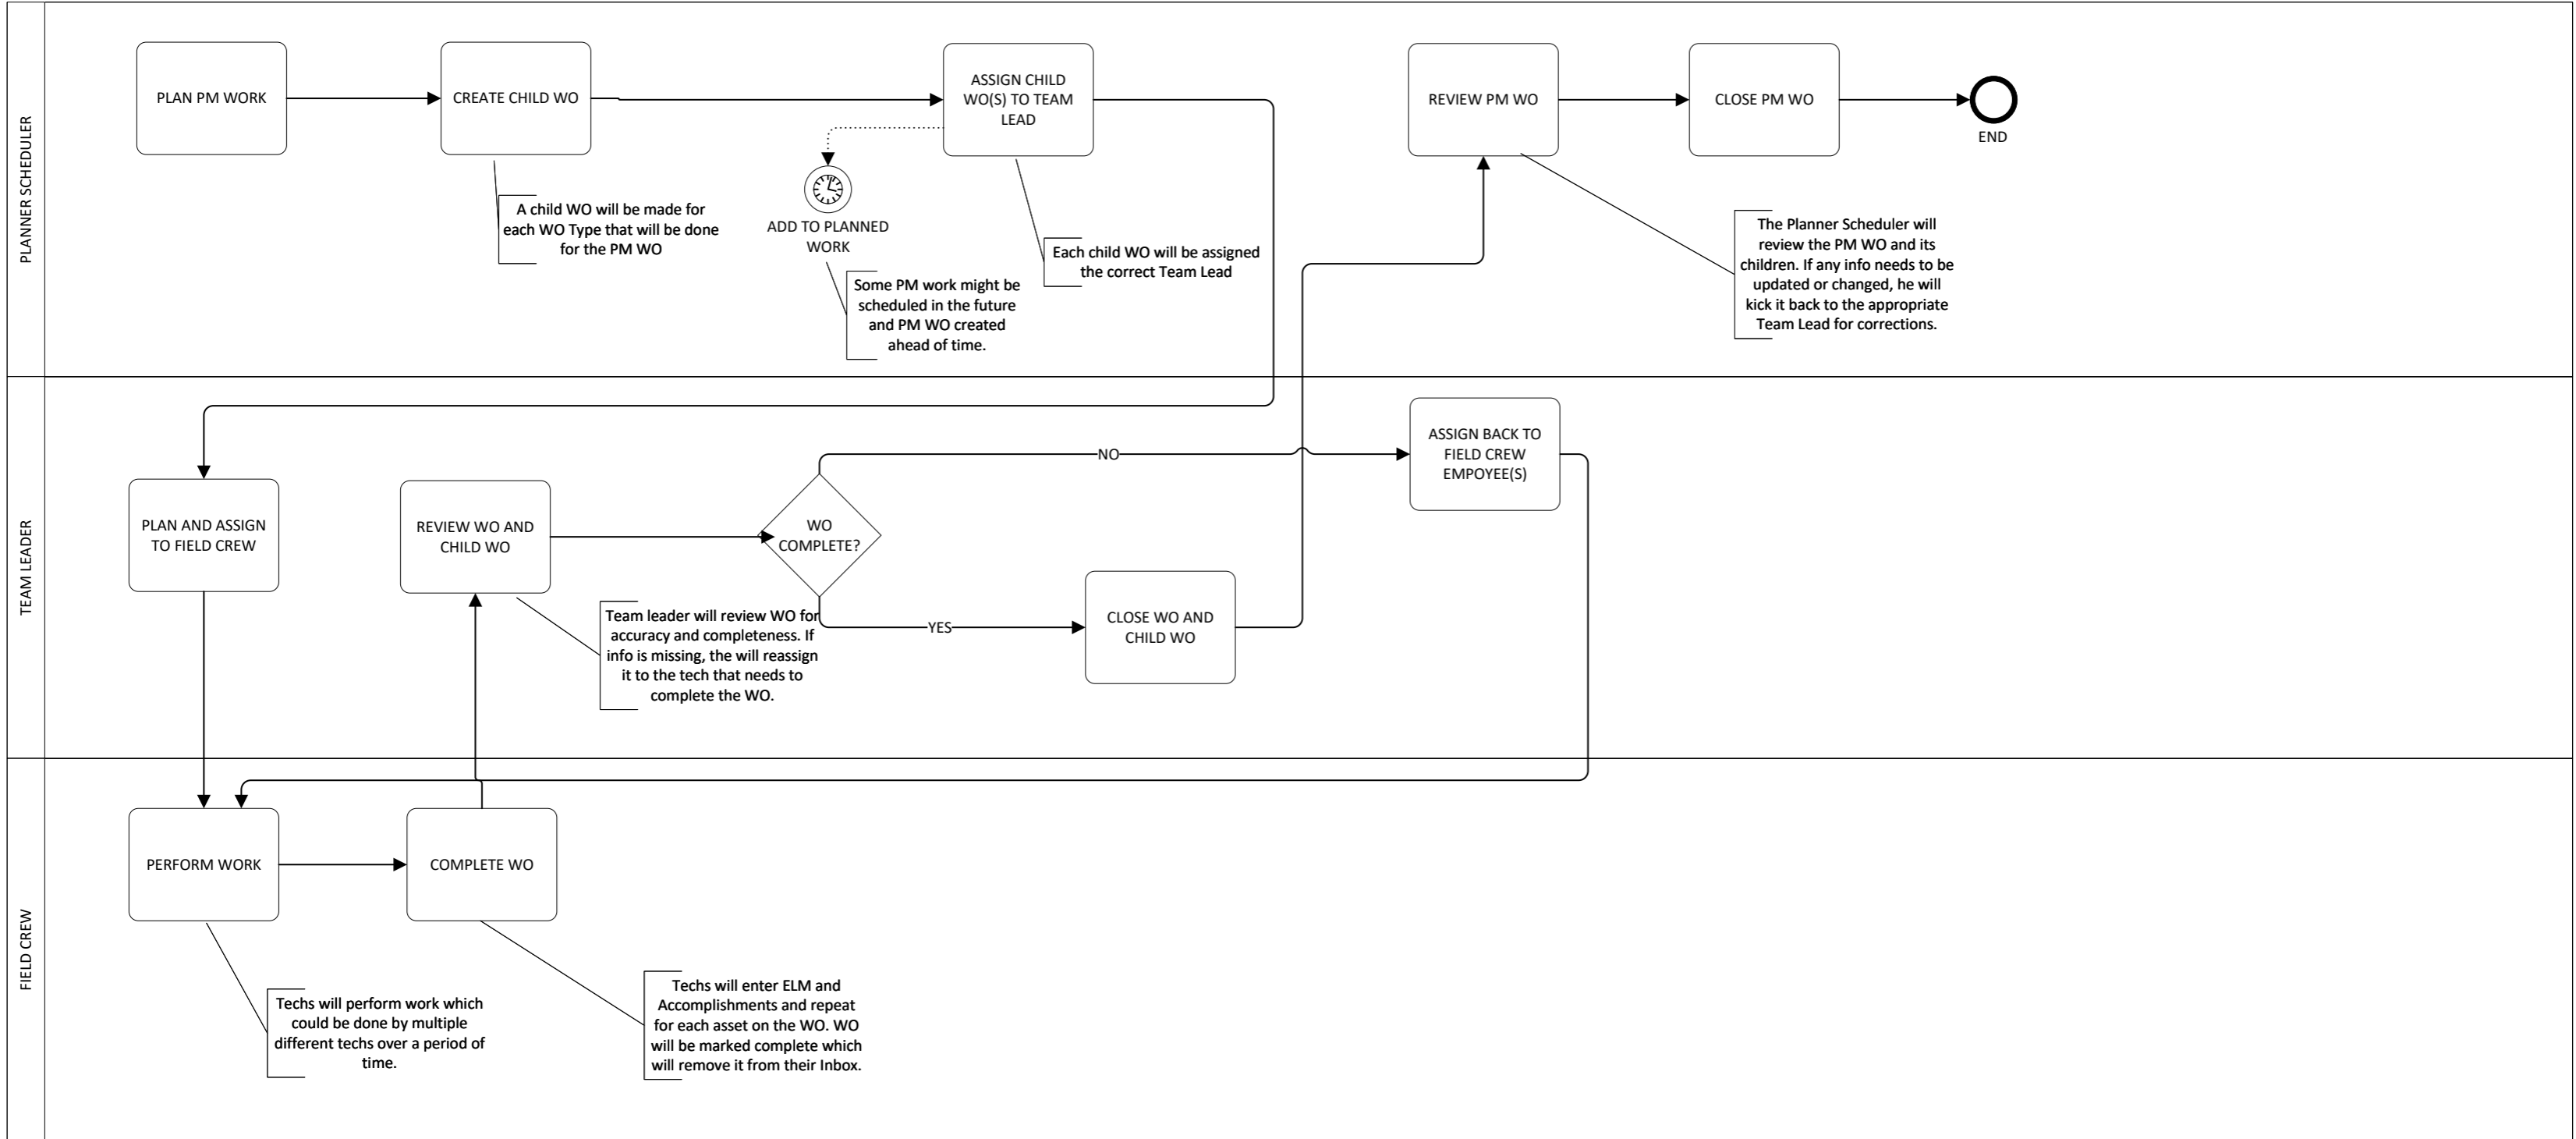 PLANNER SCHEDULER
PLAN PM WORK
CREATE CHILD WO
A child WO will be made for
each WO Type that will be done
for the PM WO
ASSIGN CHILD
WO(S) TO TEAM
LEAD
ADD TO PLANNED
WORK
Some PM work might be
scheduled in the future
and PM WO created
ahead of time.
Each child WO will be assigned
the correct Team Lead
REVIEW PM WO
CLOSE PM WO
END
The Planner Scheduler will
review the PM WO and its
children. If any info needs to be
updated or changed, he will
kick it back to the appropriate
Team Lead for corrections.
TEAM LEADER
PLAN AND ASSIGN
TO FIELD CREW
REVIEW WO AND
CHILD WO
Team leader will review WO for
accuracy and completeness. If
info is missing, the will reassign
it to the tech that needs to
complete the WO.
WO
COMPLETE?
NO
YES
CLOSE WO AND
CHILD WO
ASSIGN BACK TO
FIELD CREW
EMPOYEE(S)
FIELD CREW
PERFORM WORK
Techs will perform work which
could be done by multiple
different techs over a period of
time.
COMPLETE WO
Techs will enter ELM and
Accomplishments and repeat
for each asset on the WO. WO
will be marked complete which
will remove it from their Inbox.